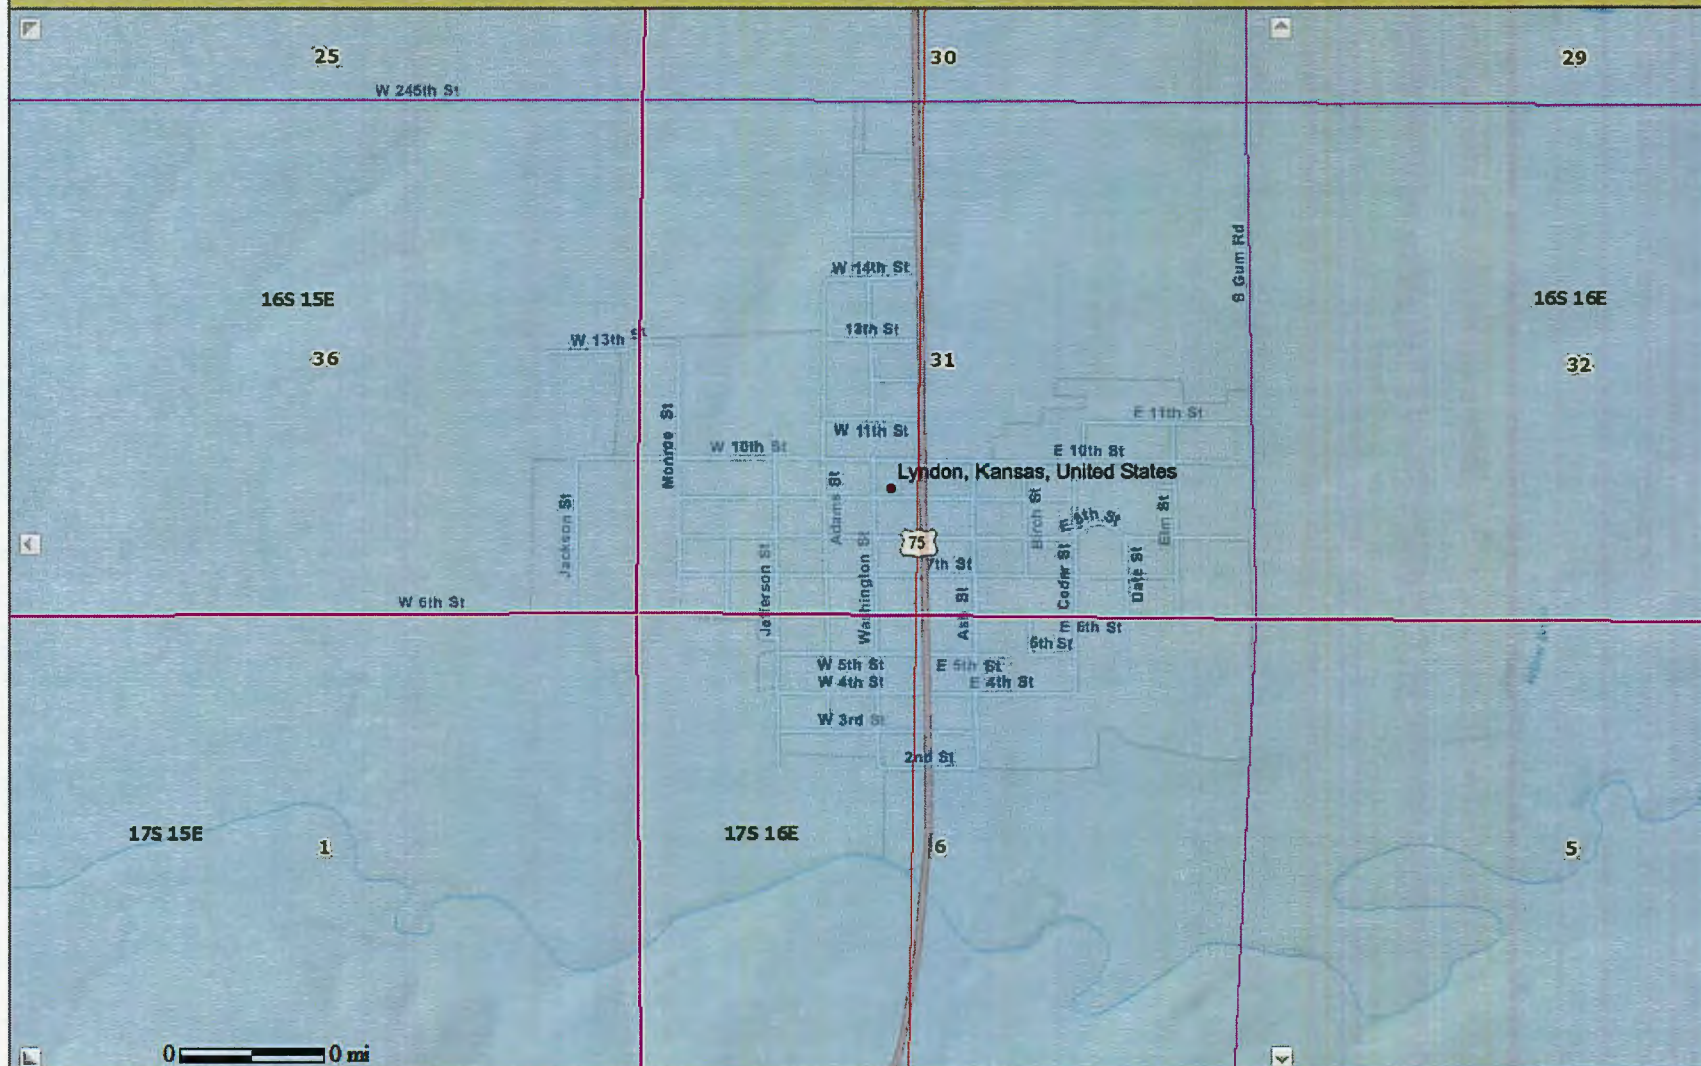 25
30
29
W 245th St
S Gum Rd
W 14th St
16S 15E
16S 16E
13th St
W 13th St
36
31
32
Monroe St
E 11th St
W 11th St
W 10th St
E 10th St
Lyndon, Kansas, United States
Adams St
Birch St
E 8th St
Elm St
Jackson St
75
7th St
Jefferson St
Washington St
Ash St
Cedar St
Date St
W 6th St
E 6th St
6th St
W 5th St
E 5th St
W 4th St
E 4th St
W 3rd St
2nd St
17S 15E
17S 16E
1
6
5
0 0 mi